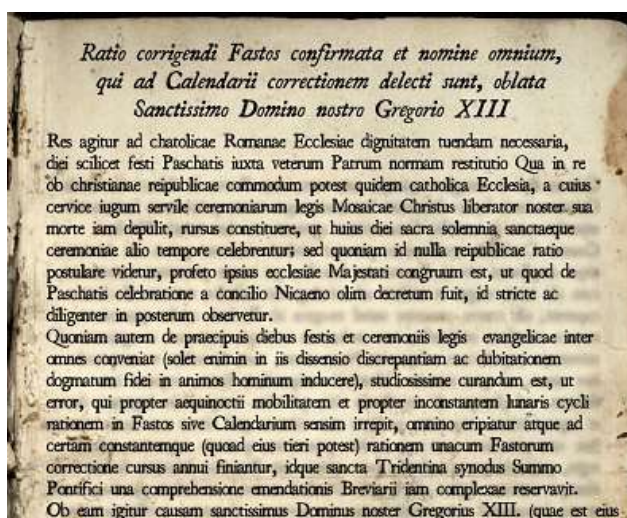 Ratio corrigendi Fastos confirmata et nomine omnium,
qui ad Calendarii correctionem delecti sunt, oblata
Sanctissimo Domino nostro Gregorio XIII
Res agitur ad charolicae Romanae Ecclesiae dignitatem tuendam necessaria,
diei scilicet festi Paschatis iuxta veterum Patrum normam restitutio Qua in re
ob christianae reipublicae commodum potest quidem catholica Ecclesia, a cuius
cervice iugum servile ceremoniarum legis Mosaicae Christus liberator noster sua
morte iam depulit, rursus constituere, ut huius diei sacra solemnia sanctaeque
ceremoniae alio tempore celebrentur; sed quoniam id nulla reipublicae ratio
postulare videtur, profeto ipsius ecclesiae Majestati congruum est, ut quod de
Paschatis celebratione a concilio Nicaeno olim decretum fuit, id stricte ac
diligenter in posterum observetur.
Quoniam autem de praecipuis diebus festis et ceremoniis legis evangelicae inter
omnes conveniat (solet enimin in iis dissensio discrepantiam ac dubitationem
dogmatum fidei in animos hominum inducere), studiosissime curandum est, ut
error, qui propter aequinoctii mobilitatem et propter inconstantem lunaris cycli
rationem in Fastos sive Calendarium sensim irrepit, omnino eripiatur atque ad
certam constantemque (quoad eius tieri potest) rationem unacum Fastorum
correctione cursus annui finiantur, idque sancta Tridentina synodus Summo
Pontifici una comprehensione emendationis Breviarii iam complexae reservavit.
Ob eam igitur causam sanctissimus Dominus noster Gregorius XIII. (quae est eius